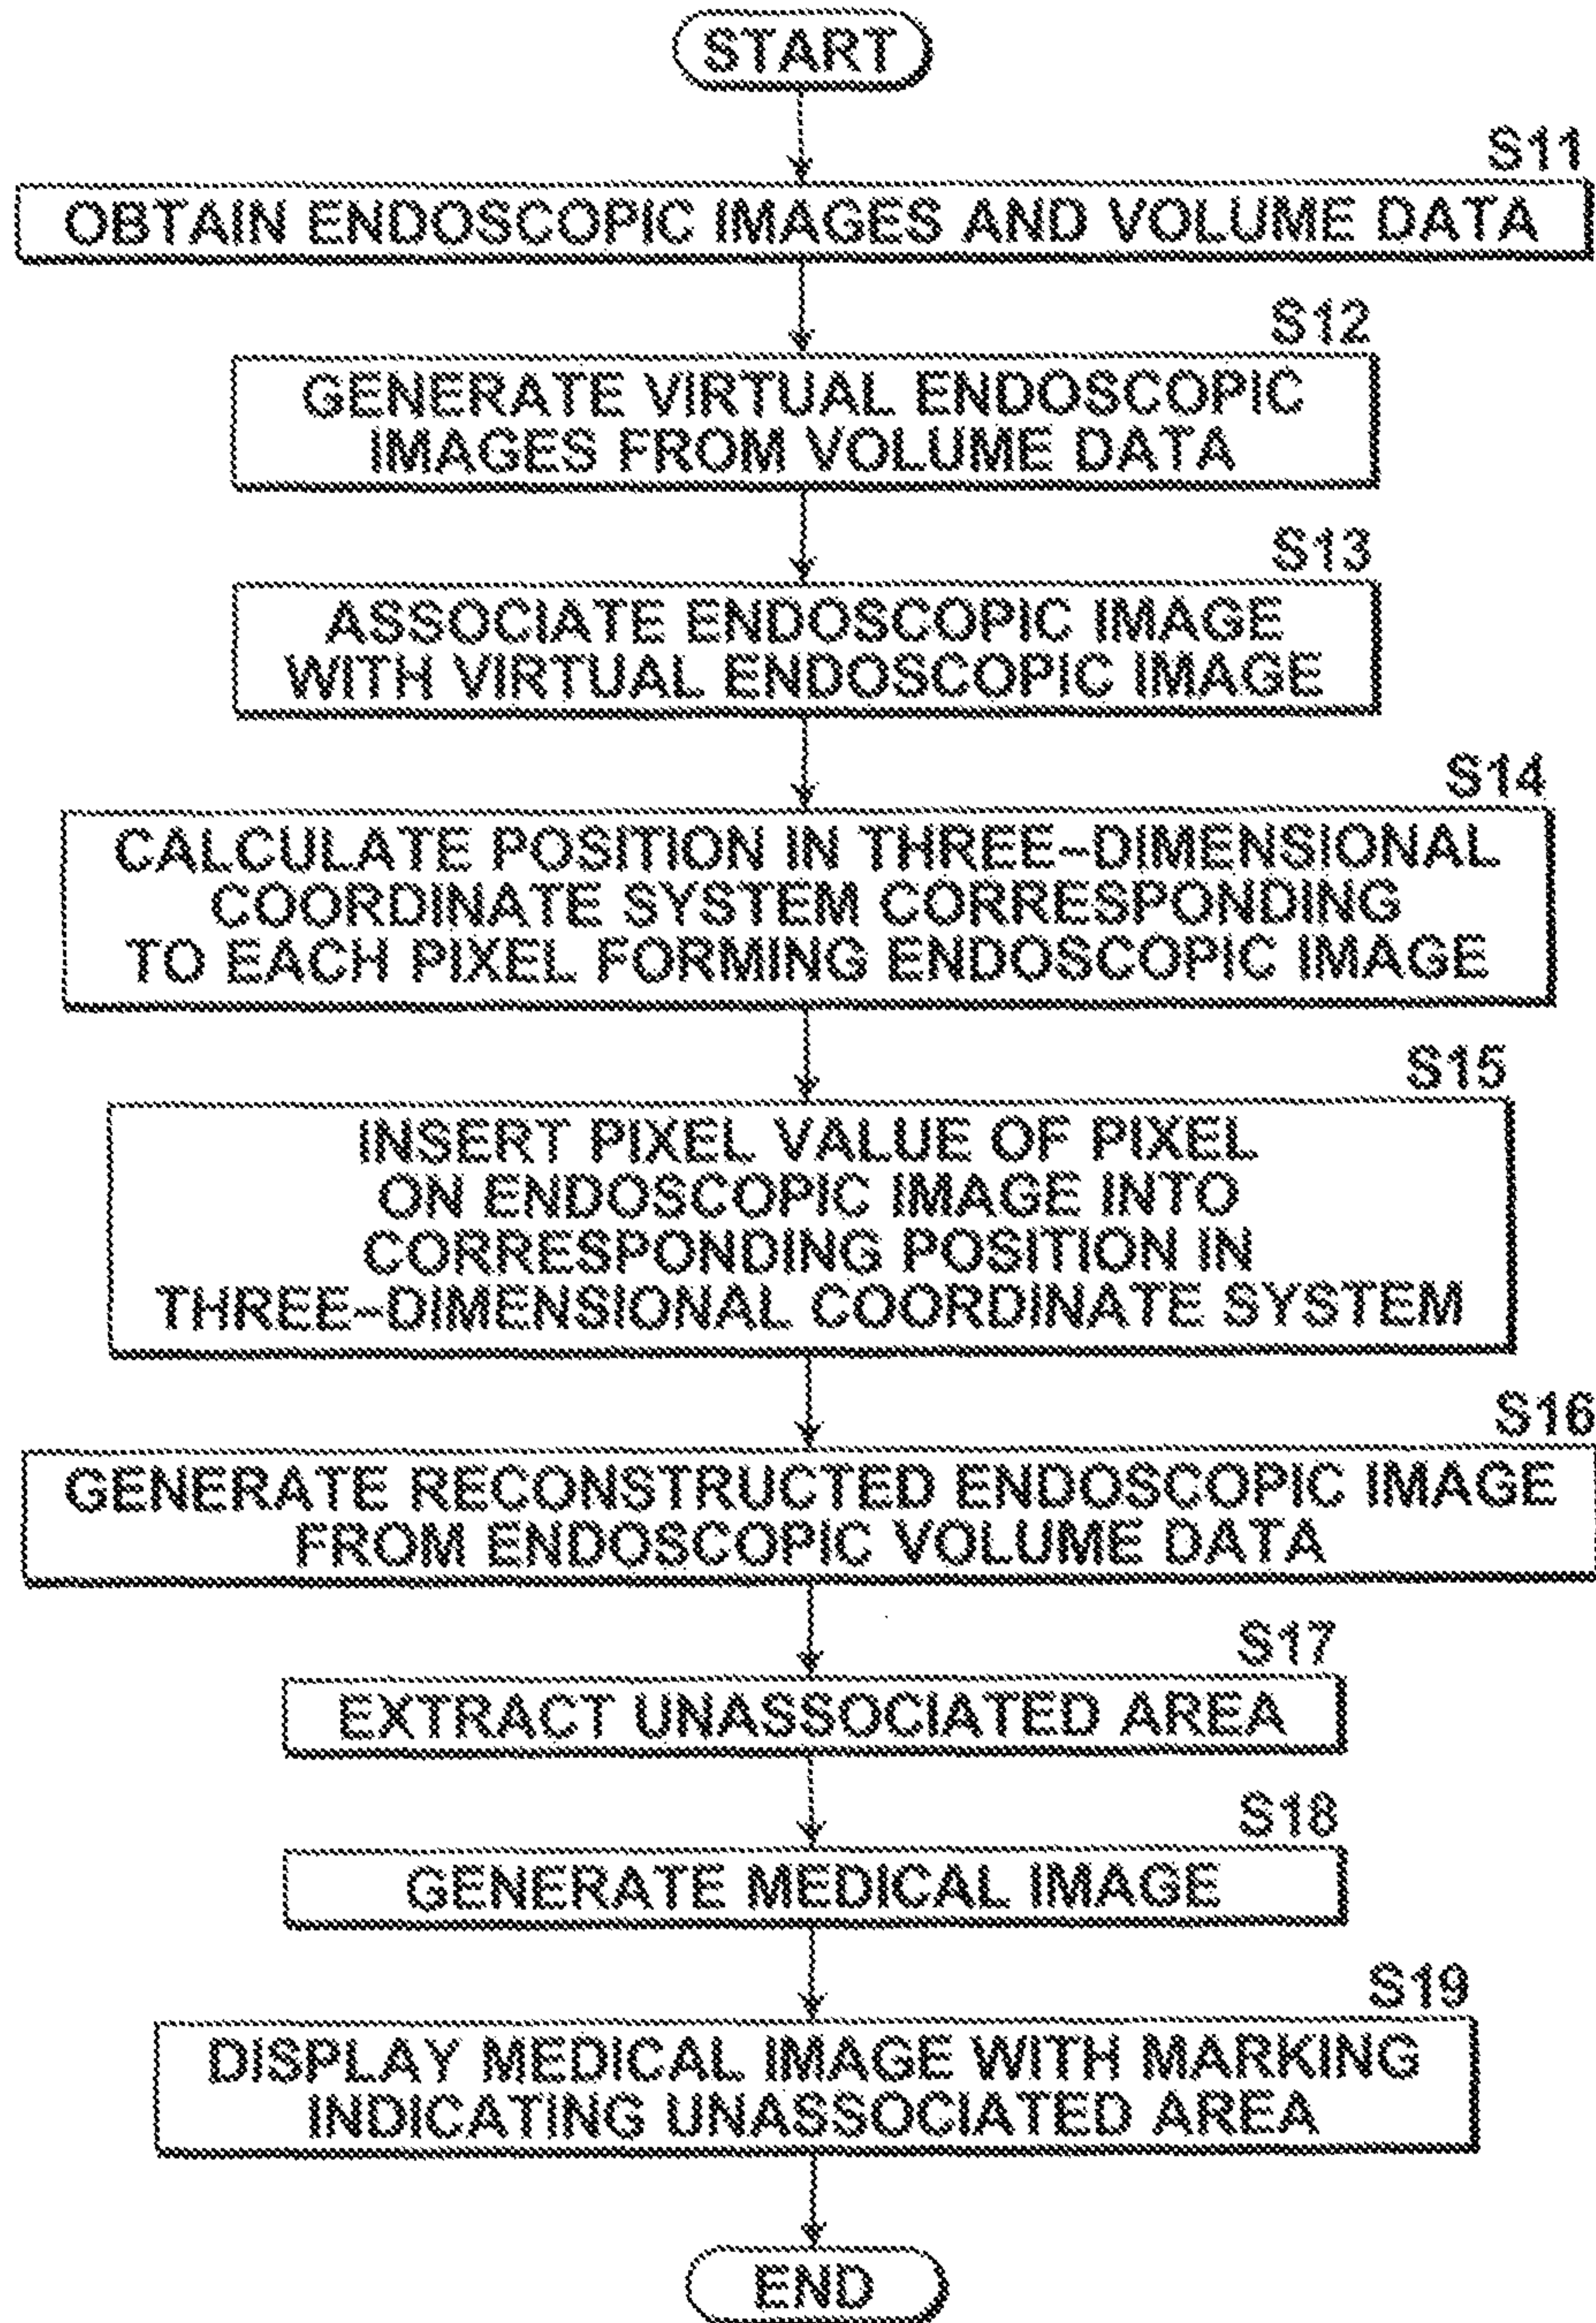 START
S11
OBTAIN ENDOSCOPIC IMAGES AND VOLUME DATA
S12
GENERATE VIRTUAL ENDOSCOPIC
IMAGES FROM VOLUME DATA
S13
ASSOCIATE ENDOSCOPIC IMAGE
WITH VIRTUAL ENDOSCOPIC IMAGE
S14
CALCULATE POSITION IN THREE-DIMENSIONAL
COORDINATE SYSTEM CORRESPONDING
TO EACH PIXEL FORMING ENDOSCOPIC IMAGE
S15
INSERT PIXEL VALUE OF PIXEL
ON ENDOSCOPIC IMAGE INTO
CORRESPONDING POSITION IN
THREE-DIMENSIONAL COORDINATE SYSTEM
S16
GENERATE RECONSTRUCTED ENDOSCOPIC IMAGE
FROM ENDOSCOPIC VOLUME DATA
S17
EXTRACT UNASSOCIATED AREA
S18
GENERATE MEDICAL IMAGE
S19
DISPLAY MEDICAL IMAGE WITH MARKING
INDICATING UNASSOCIATED AREA
END